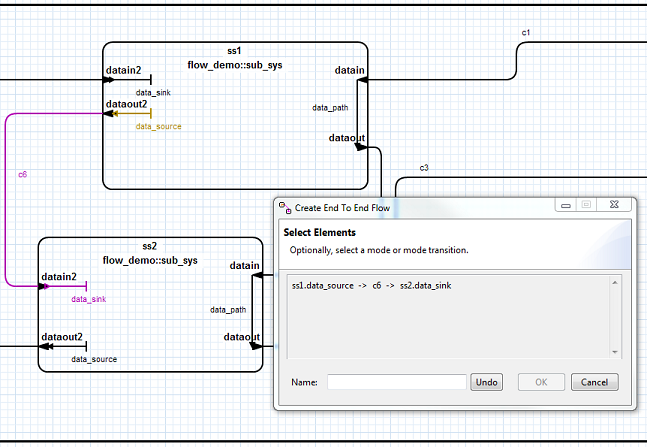 c1
ss1
flow_demo::sub_sys
datain2
datain
data_sink
dataout2
data_path
data_source
dataout
c6
c3
Create End To End Flow
Select Elements
Optionally, select a mode or mode transition.
ss1.data_source -> c6 -> ss2.data_sink
Name:
Undo
OK
Cancel
ss2
flow_demo::sub_sys
datain
datain2
data_sink
data_path
dataout2
dataout
data_source